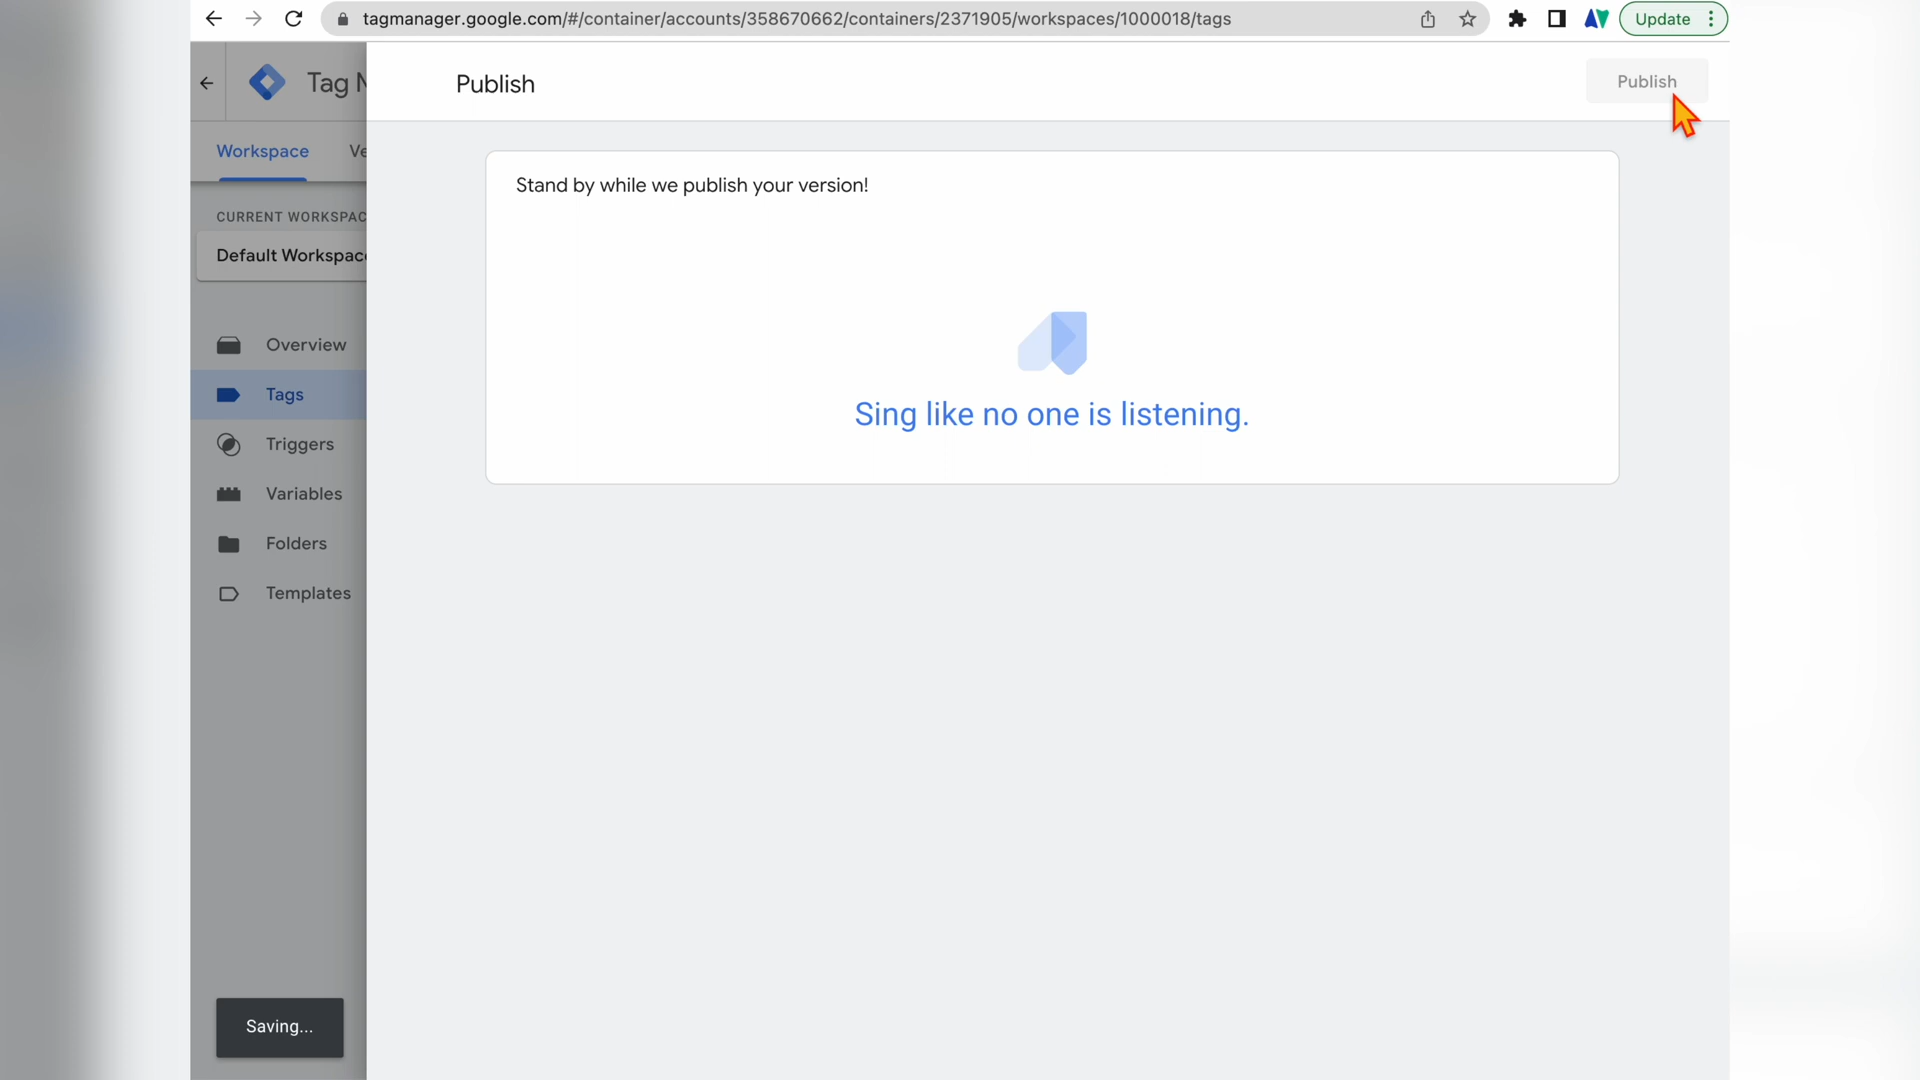 tagmanager.google.com/#/container/accounts/358670662/containers/2371905/workspaces/1000018/tags
Update
Tag M
Publish
Publish
Workspace
Ve
CURRENT WORKSPAC
Default Workspace
Stand by while we publish your version!
Sing like no one is listening.
Overview
Tags
Triggers
Variables
Folders
Templates
Saving...